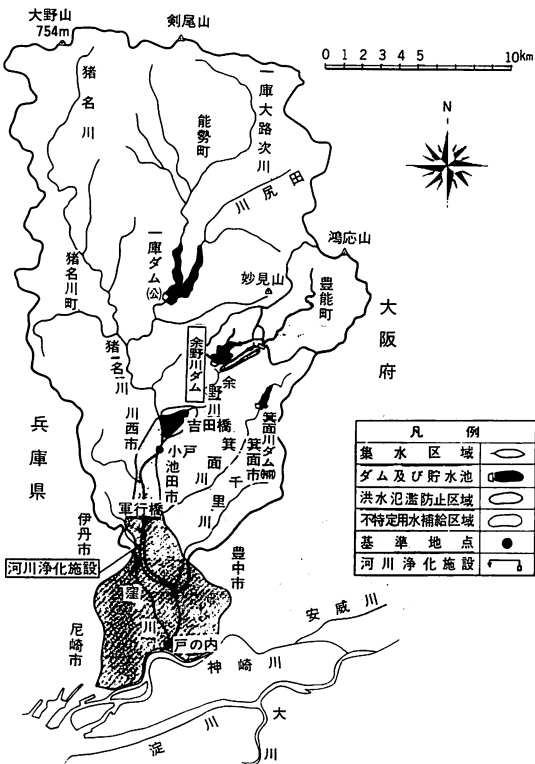 大野山
754m
剣尾山
0 1 2 3 4 5 10km
N
猪名川
能勢町
一庫大路次川
田尻川
鴻応山
一庫ダム(公)
妙見山
豊能町
猪名川町
大阪府
余野川ダム
猪名川
余野川
川西市
吉田橋
小戸
池田市
箕面川
箕面市
箕面川ダム(補)
千里川
兵庫県
軍行橋
伊丹市
豊中市
河川浄化施設
窪川
尼崎市
戸の内
安威川
神崎川
淀川
大川
凡例
集水区域
ダム及び貯水池
洪水氾濫防止区域
不特定用水補給区域
基準地点
河川浄化施設